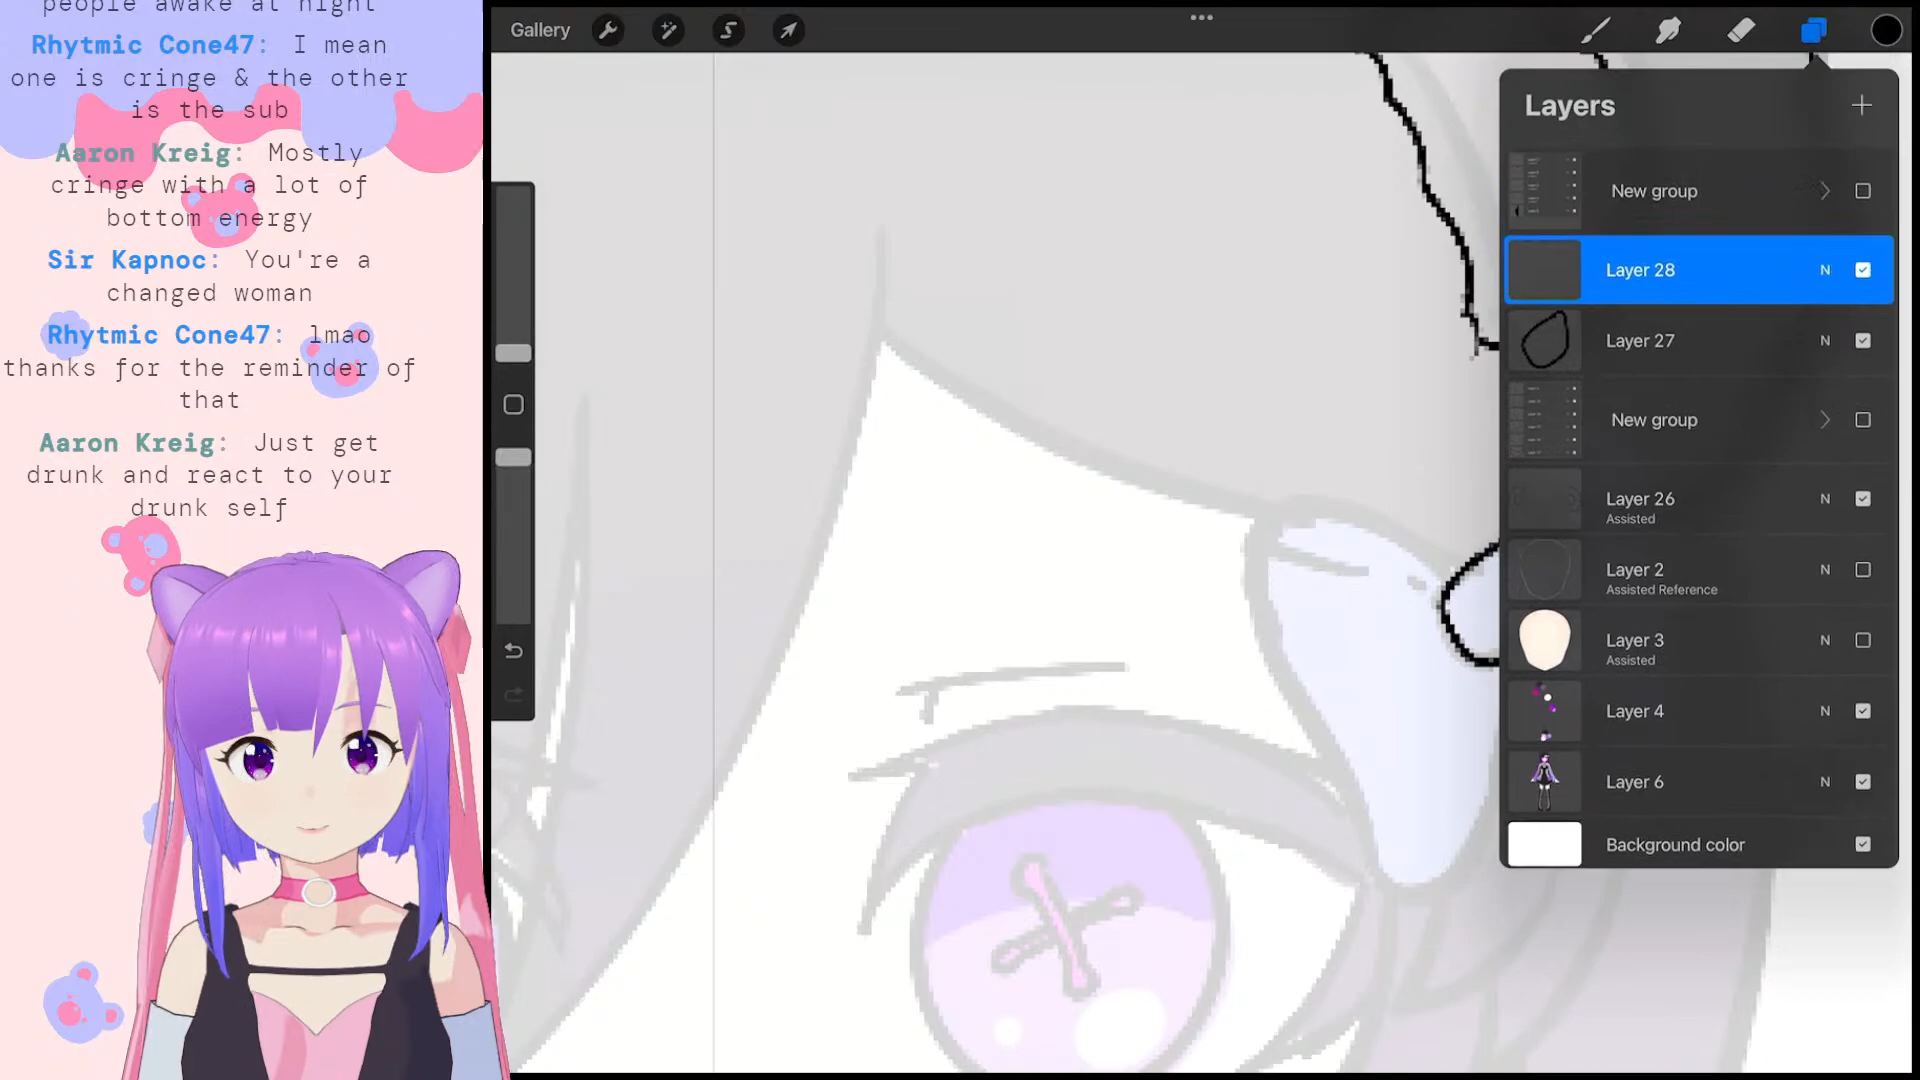 people awake at night
Rhytmic Cone47: I mean
one is cringe & the other
is the sub
Aaron Kreig: Mostly
cringe with a lot of
bottom energy
Sir Kapnoc: You're a
changed woman
Rhytmic Cone47: lmao
thanks for the reminder of
that
Aaron Kreig: Just get
drunk and react to your
drunk self
Gallery
Layers
New group
Layer 28 N
Layer 27 N
New group
Layer 26 N
Assisted
Layer 2 N
Assisted Reference
Layer 3 N
Assisted
Layer 4 N
Layer 6 N
Background color